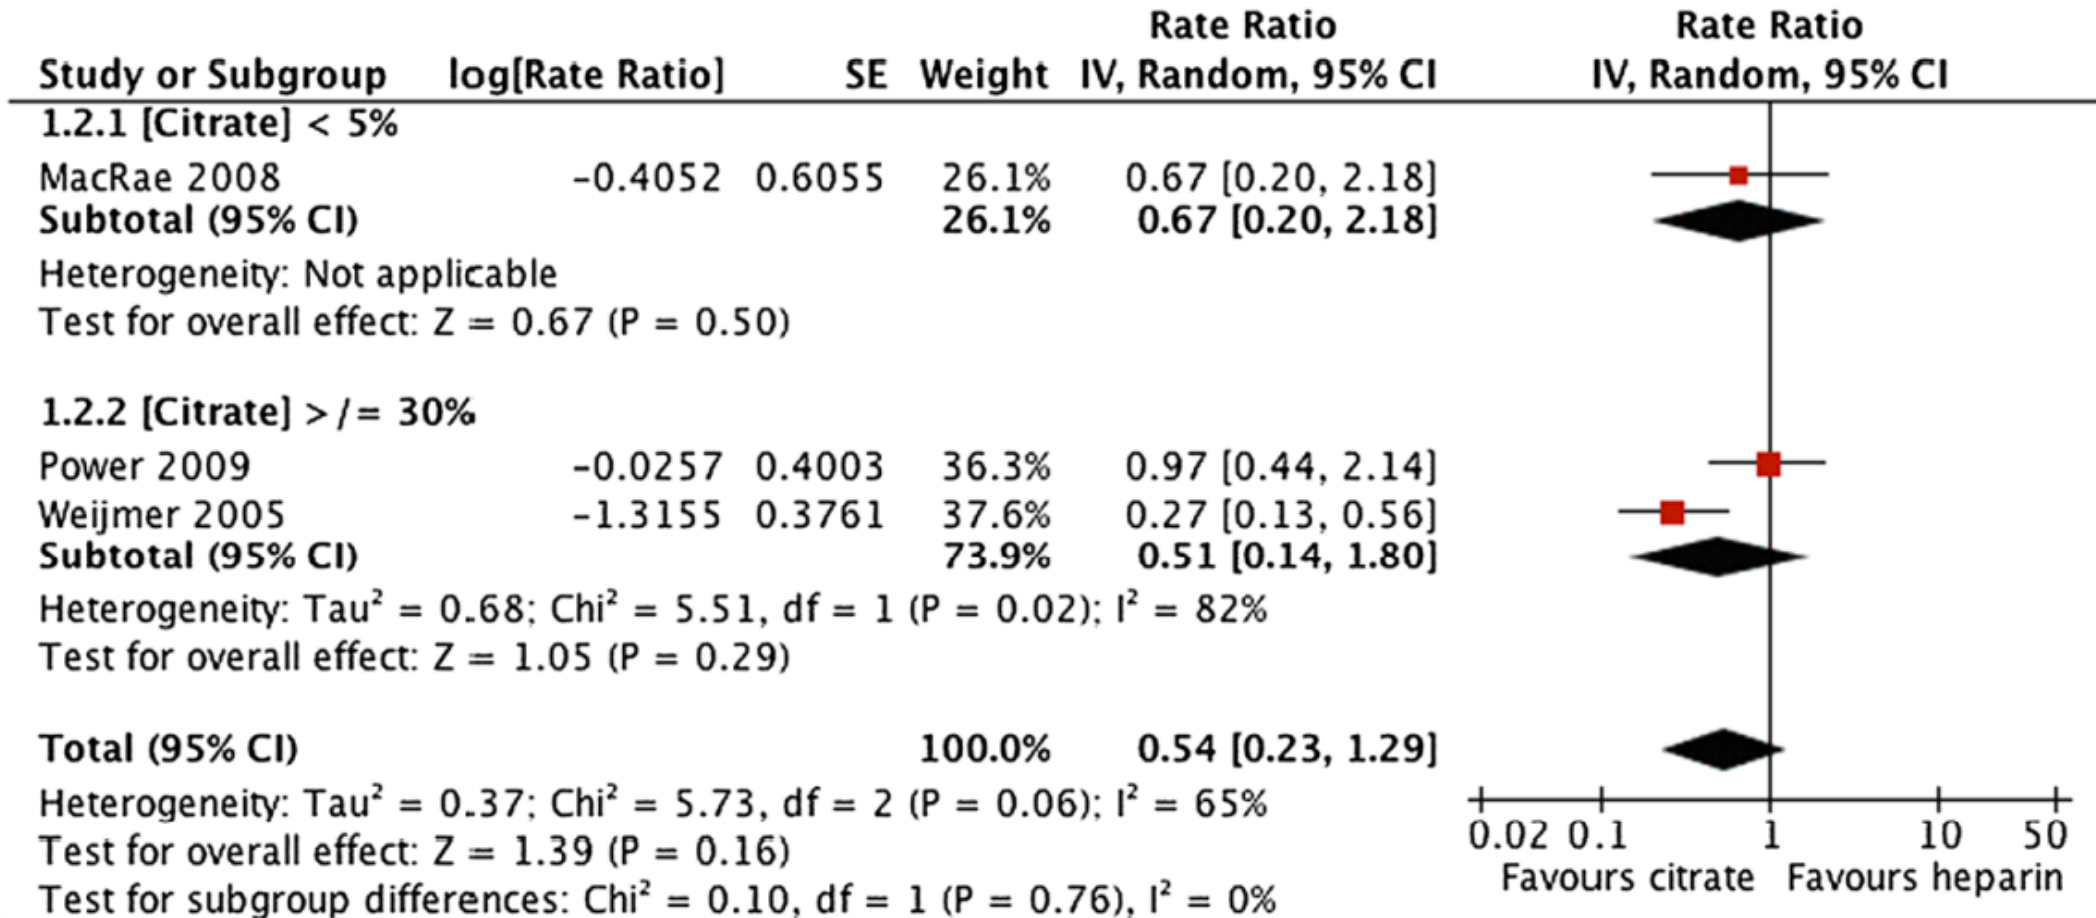 Rate Ratio Rate Ratio
Study or Subgroup log[Rate Ratio] SE Weight IV, Random, 95% CI IV, Random, 95% CI
1.2.1 [Citrate] < 5%
MacRae 2008 -0.4052 0.6055 26.1% 0.67 [0.20, 2.18]
Subtotal (95% CI) 26.1% 0.67 [0.20, 2.18]
Heterogeneity: Not applicable
Test for overall effect: Z = 0.67 (P = 0.50)
1.2.2 [Citrate] >/= 30%
Power 2009 -0.0257 0.4003 36.3% 0.97 [0.44, 2.14]
Weijmer 2005 -1.3155 0.3761 37.6% 0.27 [0.13, 0.56]
Subtotal (95% CI) 73.9% 0.51 [0.14, 1.80]
Heterogeneity: Tau² = 0.68; Chi² = 5.51, df = 1 (P = 0.02); I² = 82%
Test for overall effect: Z = 1.05 (P = 0.29)
Total (95% CI) 100.0% 0.54 [0.23, 1.29]
Heterogeneity: Tau² = 0.37; Chi² = 5.73, df = 2 (P = 0.06); I² = 65%
Test for overall effect: Z = 1.39 (P = 0.16)
Test for subgroup differences: Chi² = 0.10, df = 1 (P = 0.76), I² = 0%
0.02 0.1 1 10 50
Favours citrate Favours heparin